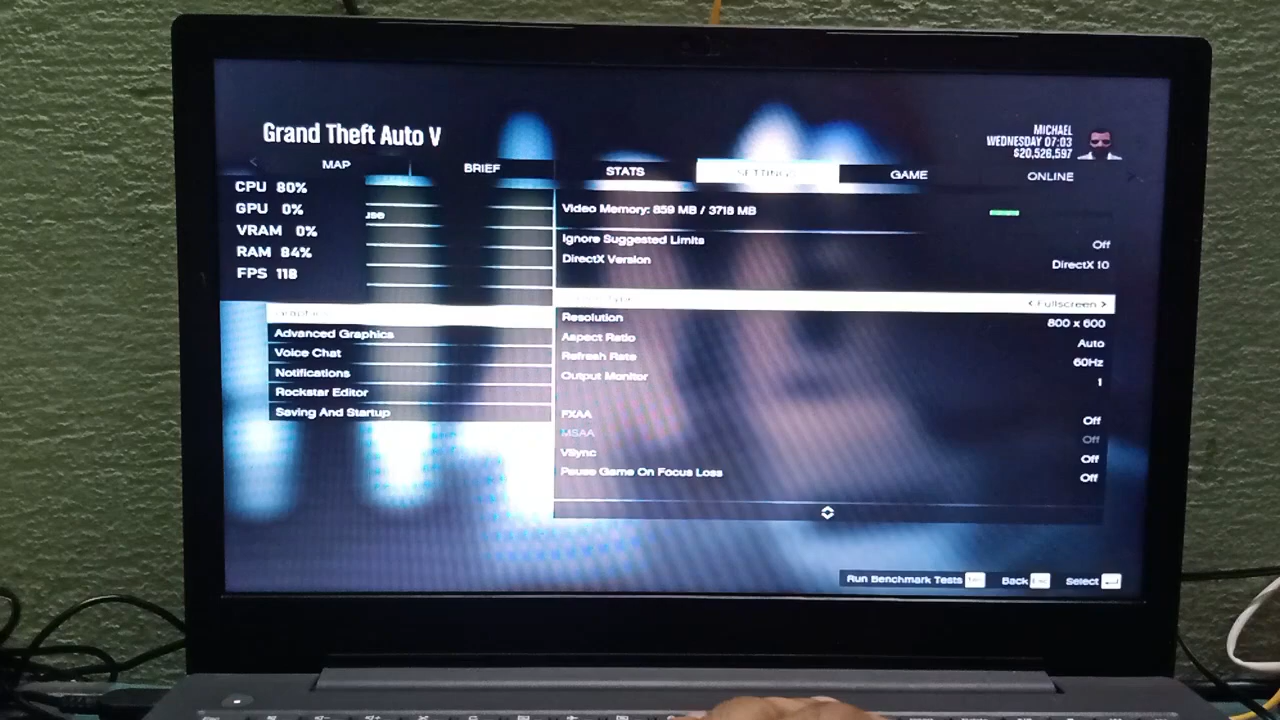 Grand Theft Auto V
MICHAEL
WEDNESDAY 07:03
$20,526,597
MAP BRIEF STATS SETTINGS GAME ONLINE
CPU 80%
GPU 0%
VRAM 0%
RAM 84%
FPS 118
use
Advanced Graphics
Voice Chat
Notifications
Rockstar Editor
Saving And Startup
Video Memory: 859 MB / 3718 MB
Ignore Suggested Limits Off
DirectX Version DirectX 10
< Fullscreen >
Resolution 800 x 600
Aspect Ratio Auto
Refresh Rate 60Hz
Output Monitor 1
FXAA Off
MSAA Off
VSync Off
Pause Game On Focus Loss Off
Run Benchmark Tests Back Esc Select